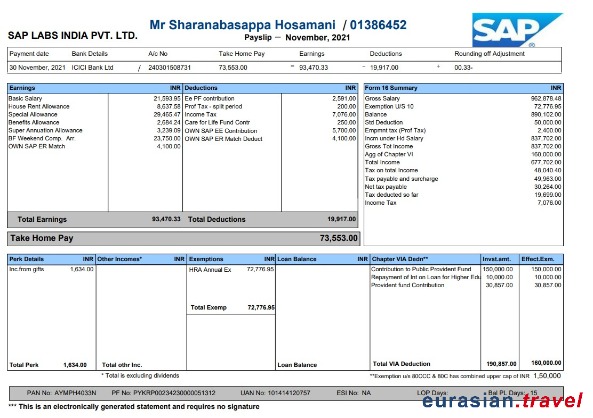 Mr Sharanabasappa Hosamani / 01386452
SAP LABS INDIA PVT. LTD.
Payslip – November, 2021
SAP
Payment date Bank Details A/c No Take Home Pay Earnings Deductions Rounding off Adjustment
30 November, 2021 ICICI Bank Ltd / 240301508731 73,553.00 = 93,470.33 - 19,917.00 + 00.33-
Earnings INR Deductions INR Form 16 Summary INR
Basic Salary 21,593.95 Ee PF contribution 2,591.00 Gross Salary 962,878.48
House Rent Allowance 8,637.58 Prof Tax - split period 200.00 Exemption U/S 10 72,776.95
Special Allowance 29,465.47 Income Tax 7,076.00 Balance 890,102.00
Benefits Allowance 2,684.24 Care for Life Fund Contr 250.00 Std Deduction 50,000.00
Super Annuation Allowance 3,239.09 OWN SAP EE Contribution 5,700.00 Empmnt tax (Prof Tax) 2,400.00
BF Weekend Comp. Arr 23,750.00 OWN SAP ER Match Deduct 4,100.00 Incm under Hd Salary 837,702.00
OWN SAP ER Match 4,100.00 Gross Tot Income 837,702.00
Agg of Chapter VI 160,000.00
Total Income 677,702.00
Tax on total Income 48,040.40
Tax payable and surcharge 49,963.00
Net tax payable 30,264.00
Tax deducted so far 19,699.00
Income Tax 7,076.00
Total Earnings 93,470.33 Total Deductions 19,917.00
Take Home Pay 73,553.00
Perk Details INR Other Incomes* INR Exemptions INR Loan Balance INR Chapter VIA Dedn** Invst.amt. Effect.Exm.
Inc.from gifts 1,634.00 HRA Annual Ex 72,776.95 Contribution to Public Provident Fund 150,000.00 150,000.00
Repayment of Int on Loan for Higher Edu 10,000.00 10,000.00
Provident fund Contribution 30,857.00 30,857.00
Total Exemp 72,776.95
Total Perk 1,634.00 Total othr Inc. Loan Balance Total VIA Deduction 190,857.00 160,000.00
* Total is excluding dividends **Exemption u/s 80CCC & 80C has combined upper cap of INR 1,50,000
PAN No: AYMPH4033N PF No: PYKRP00234230000051312 UAN No: 101414120757 ESI No: NA LOP Days: Bal PL Days: 15
*** This is an electronically generated statement and requires no signature
eurasian.travel